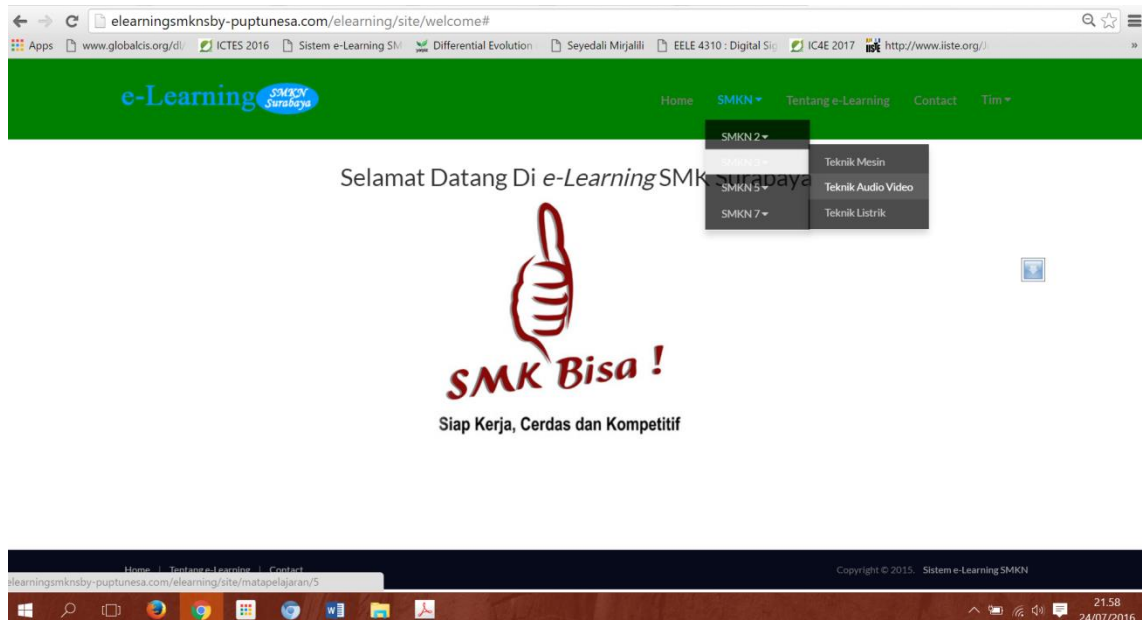 elearningsmknsby-puptunesa.com/elearning/site/welcome#
Apps www.globalcis.org/dl/ ICTES 2016 Sistem e-Learning SM Differential Evolution Seyedali Mirjalili EELE 4310 : Digital Sig IC4E 2017 http://www.iiste.org/J »
e-Learning SMKN Surabaya
Home SMKN Tentang e-Learning Contact Tim
SMKN 2
SMKN 3 Teknik Mesin
SMKN 5 Teknik Audio Video
SMKN 7 Teknik Listrik
Selamat Datang Di e-Learning SMK Surabaya
SMK Bisa !
Siap Kerja, Cerdas dan Kompetitif
Home | Tentang e-Learning | Contact Copyright © 2015. Sistem e-Learning SMKN
elearningsmknsby-puptunesa.com/elearning/site/matapelajaran/5
21.58
24/07/2016